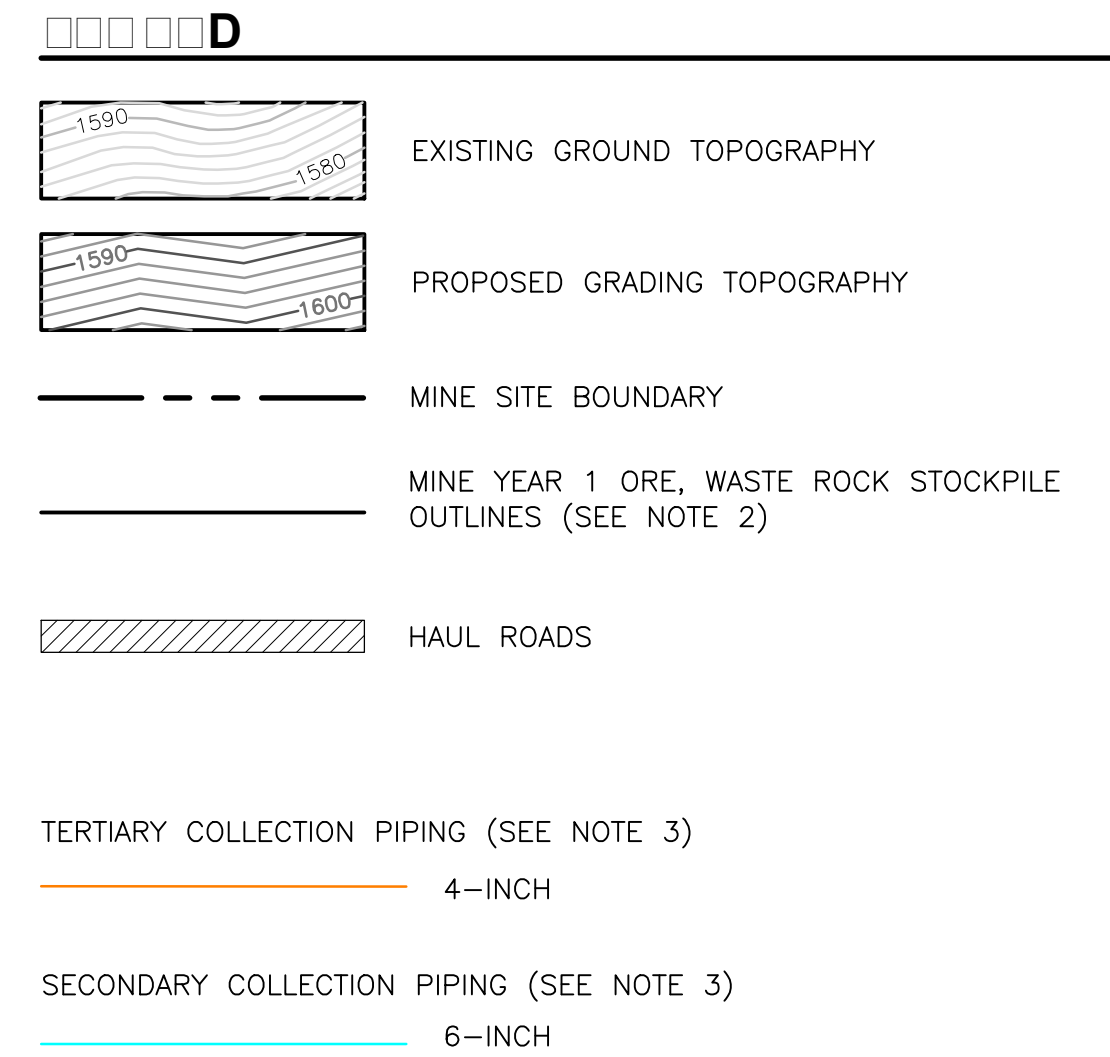 D
1590
1580
EXISTING GROUND TOPOGRAPHY
1590
1600
PROPOSED GRADING TOPOGRAPHY
MINE SITE BOUNDARY
MINE YEAR 1 ORE, WASTE ROCK STOCKPILE
OUTLINES (SEE NOTE 2)
HAUL ROADS
TERTIARY COLLECTION PIPING (SEE NOTE 3)
4-INCH
SECONDARY COLLECTION PIPING (SEE NOTE 3)
6-INCH